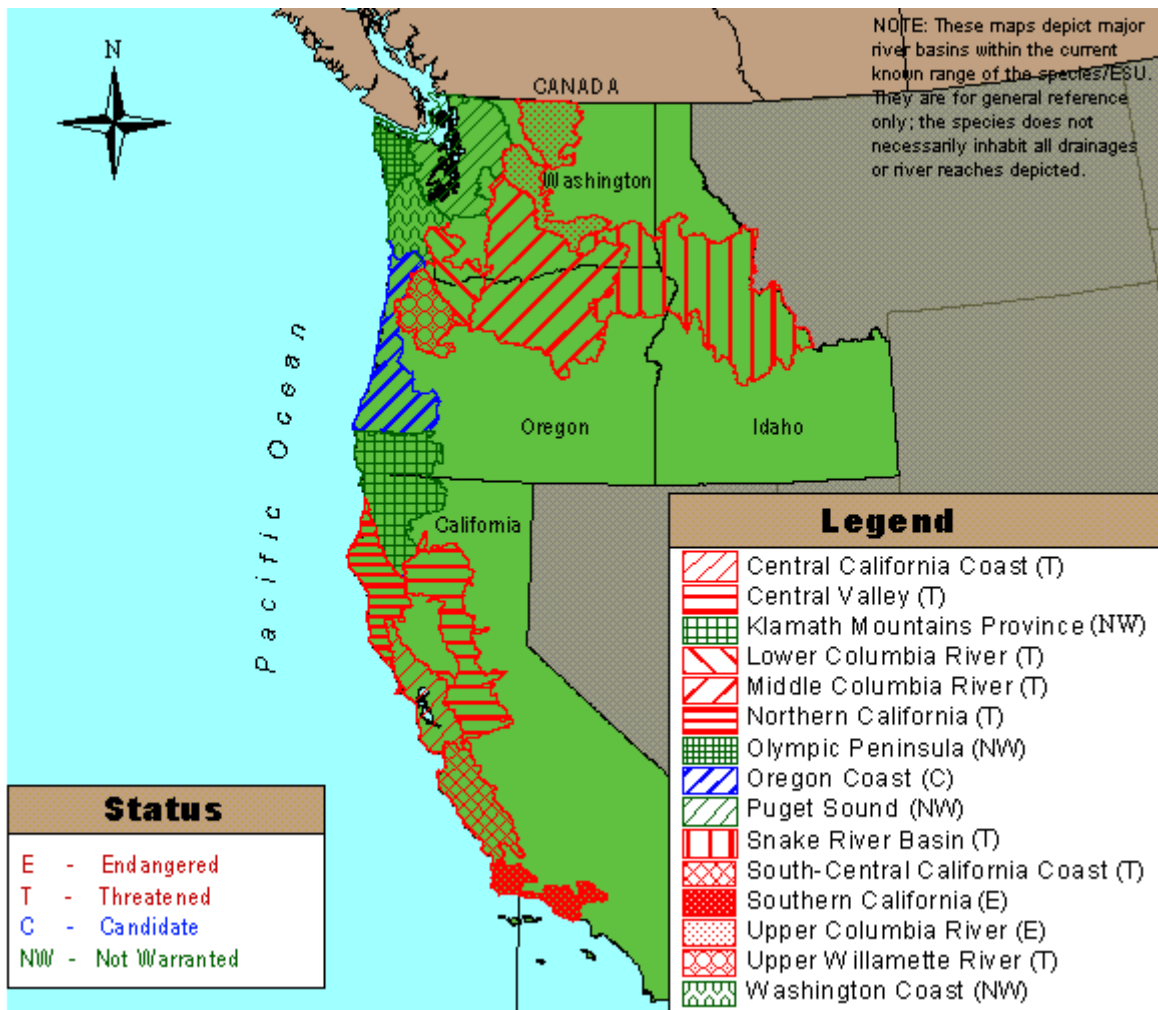 NOTE: These maps depict major
river basins within the current
known range of the species/ESU.
They are for general reference
only; the species does not
necessarily inhabit all drainages
or river reaches depicted.
N
CANADA
Washington
Oregon
Idaho
California
Pacific Ocean
Legend
Central California Coast (T)
Central Valley (T)
Klamath Mountains Province (NW)
Lower Columbia River (T)
Middle Columbia River (T)
Northern California (T)
Olympic Peninsula (NW)
Oregon Coast (C)
Puget Sound (NW)
Snake River Basin (T)
South-Central California Coast (T)
Southern California (E)
Upper Columbia River (E)
Upper Willamette River (T)
Washington Coast (NW)
Status
E - Endangered
T - Threatened
C - Candidate
NW - Not Warranted